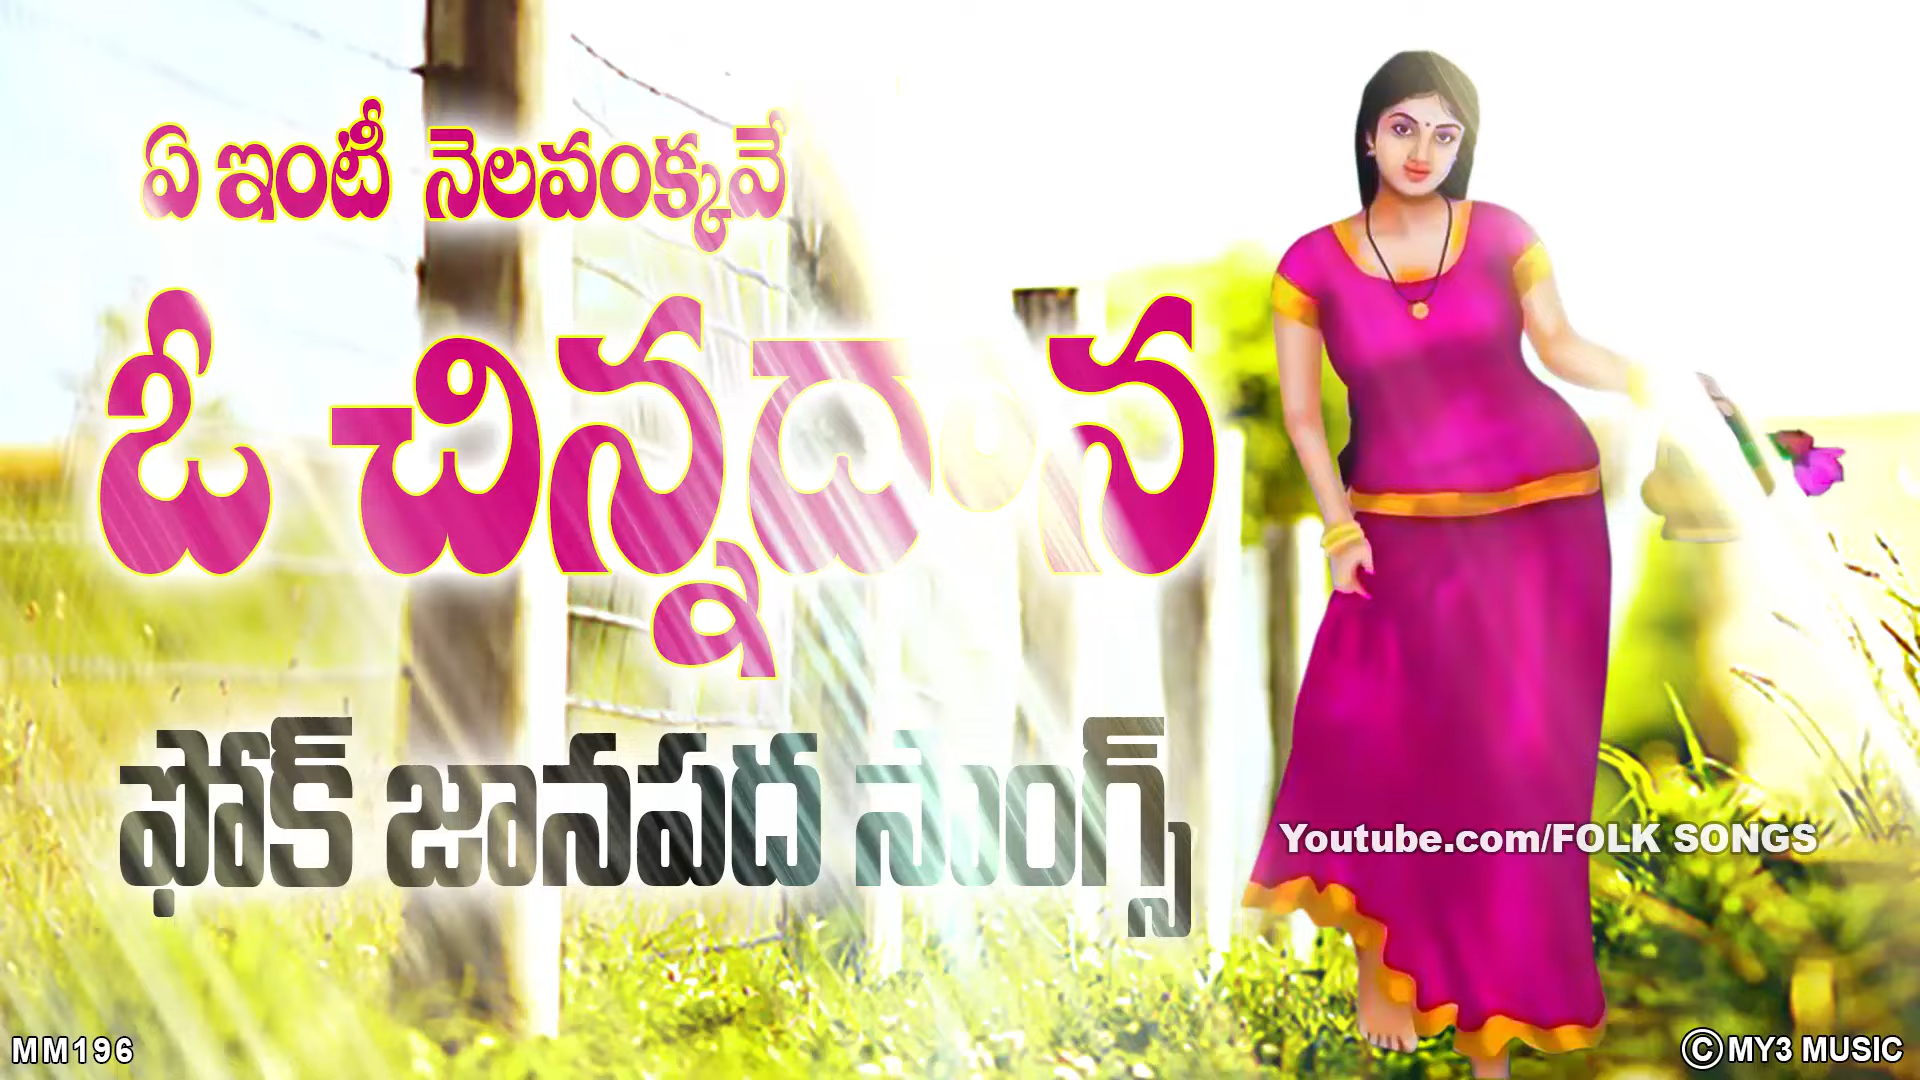 ఏ ఇంటీ నెలవంక్కవే
ఓ చిన్నదాన
ఫోక్ జానపద సాంగ్స్
Youtube.com/FOLK SONGS
MM196
©MY3 MUSIC